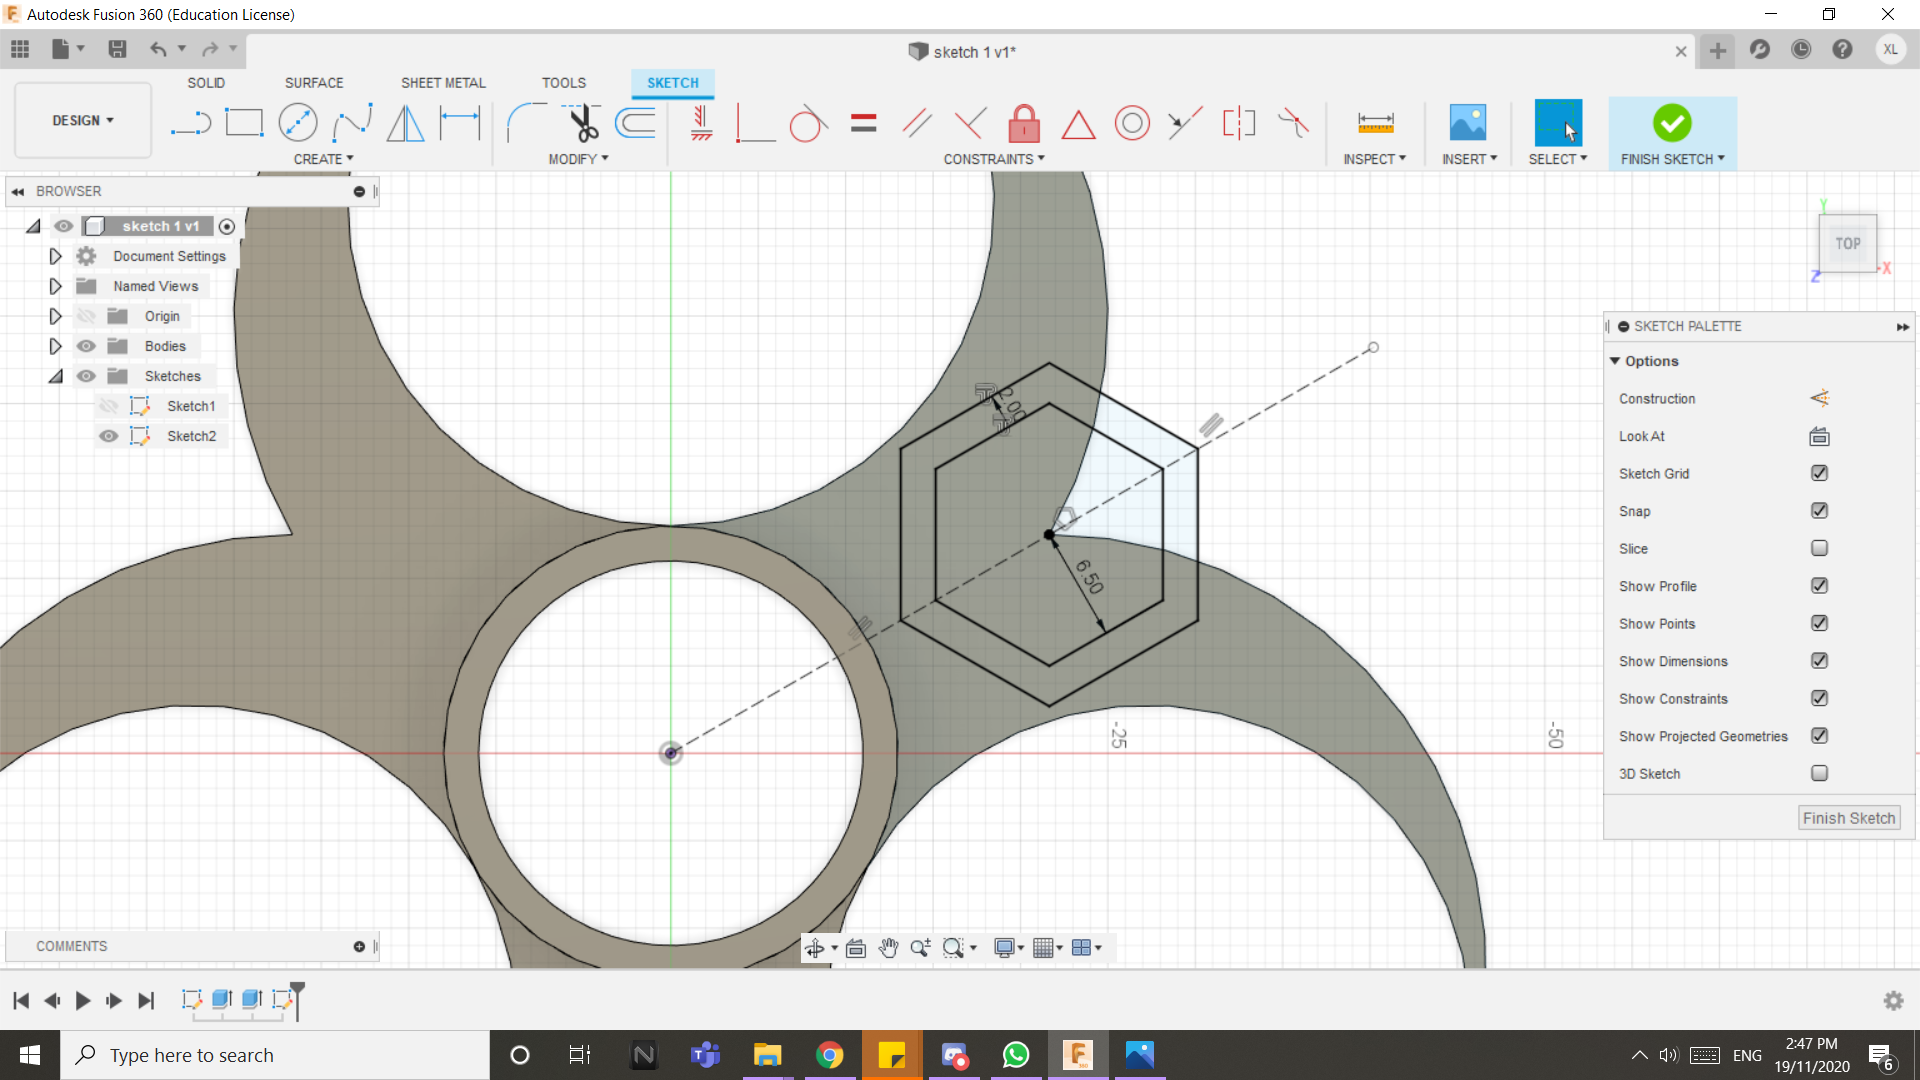 Autodesk Fusion 360 (Education License)
sketch 1 v1*
XL
SOLID
SURFACE
SHEET METAL
TOOLS
SKETCH
DESIGN
CREATE
MODIFY
CONSTRAINTS
INSPECT
INSERT
SELECT
FINISH SKETCH
BROWSER
sketch 1 v1
Document Settings
Named Views
Origin
Bodies
Sketches
Sketch1
Sketch2
Y
TOP
X
Z
2.00
6.50
-25
-50
SKETCH PALETTE
Options
Construction
Look At
Sketch Grid
Snap
Slice
Show Profile
Show Points
Show Dimensions
Show Constraints
Show Projected Geometries
3D Sketch
Finish Sketch
COMMENTS
Type here to search
ENG
2:47 PM
19/11/2020
6